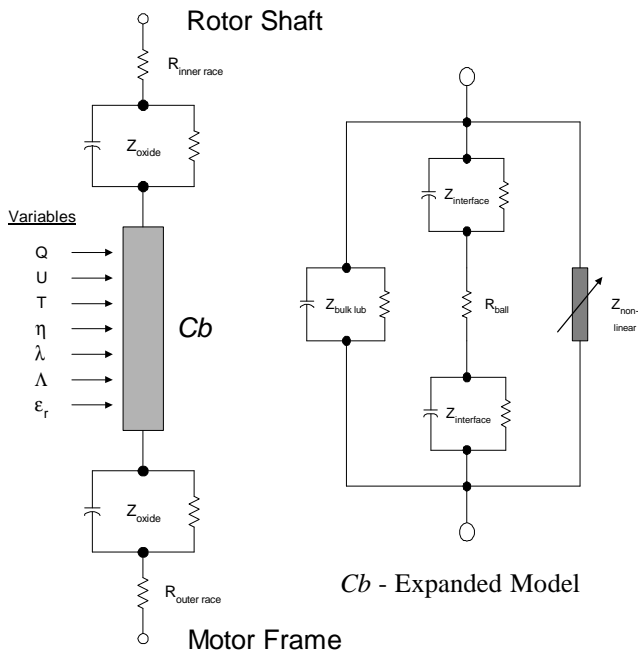 Rotor Shaft
R inner race
Z oxide
Variables
Q
U
T
η
λ
Λ
ε r
Cb
Z oxide
R outer race
Motor Frame
Z interface
Z bulk lub
R ball
Z non-
linear
Z interface
Cb - Expanded Model